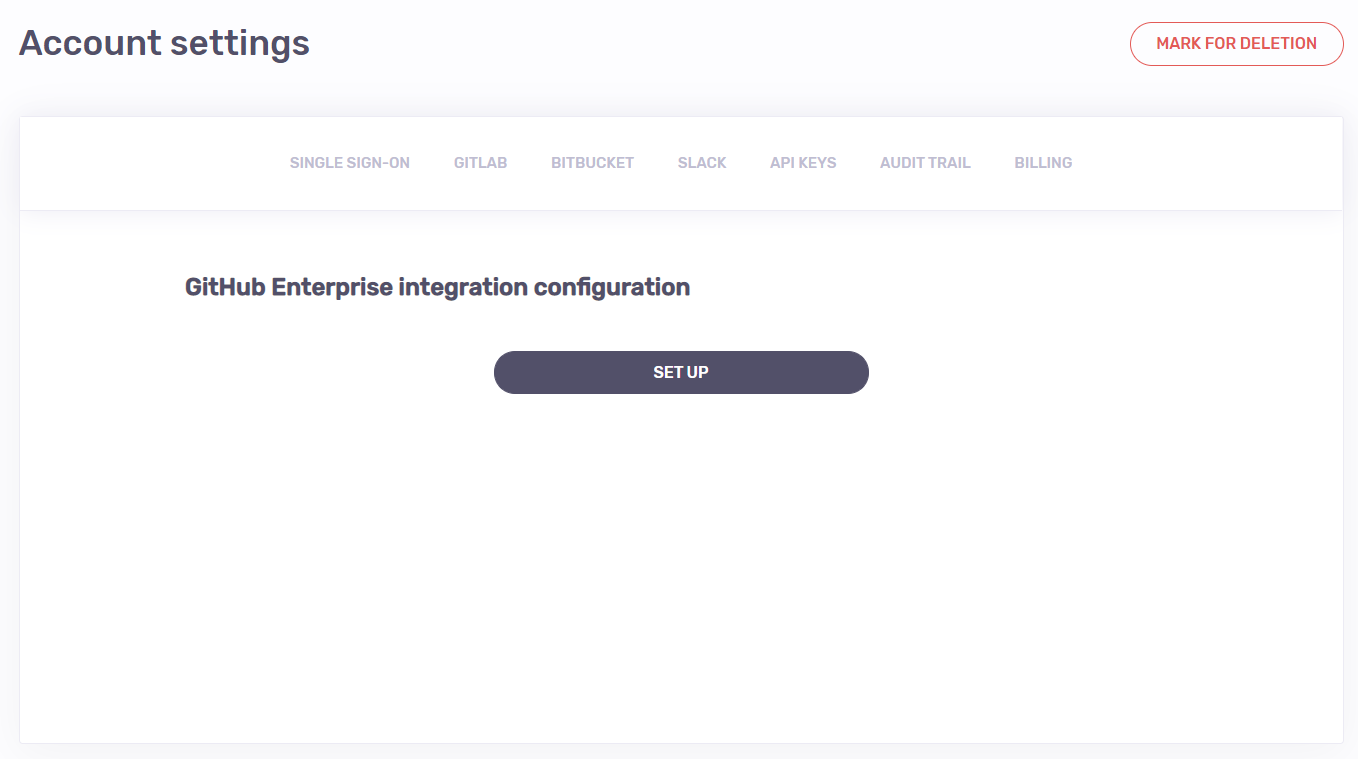 Account settings
MARK FOR DELETION
SINGLE SIGN-ON GITLAB BITBUCKET SLACK API KEYS AUDIT TRAIL BILLING
GitHub Enterprise integration configuration
SET UP